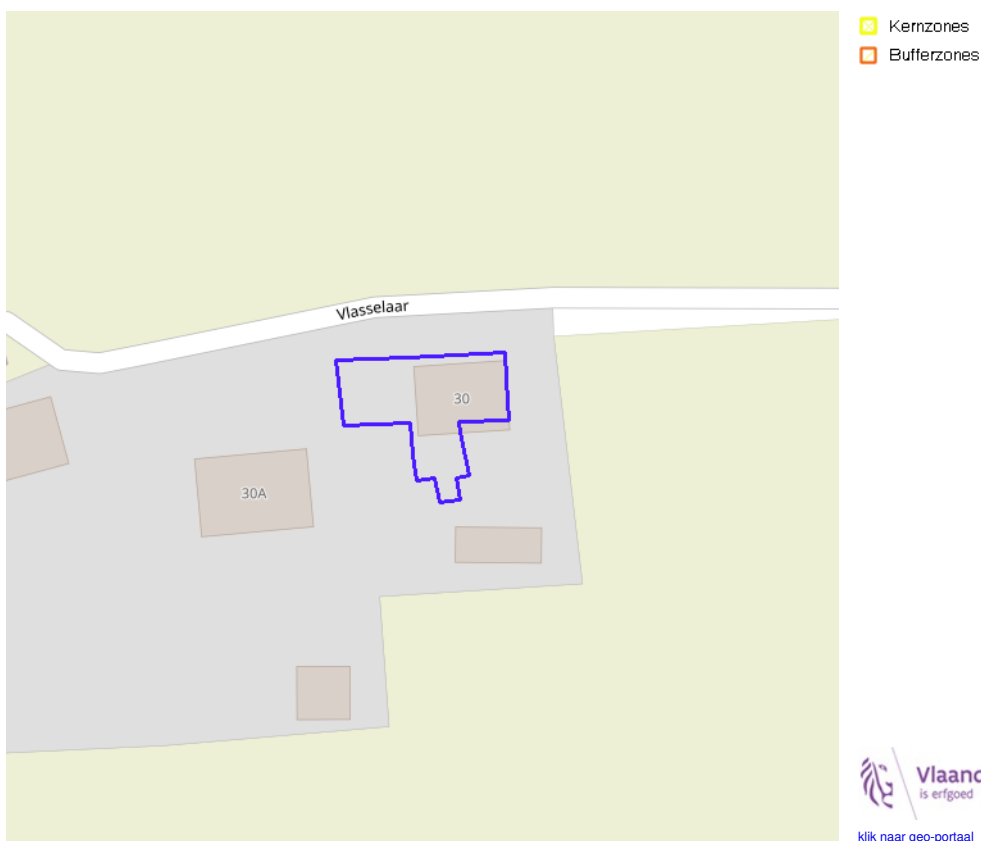 Kernzones
Bufferzones
Vlasselaar
30
30A
Vlaand
is erfgoed
klik naar geo-portaal